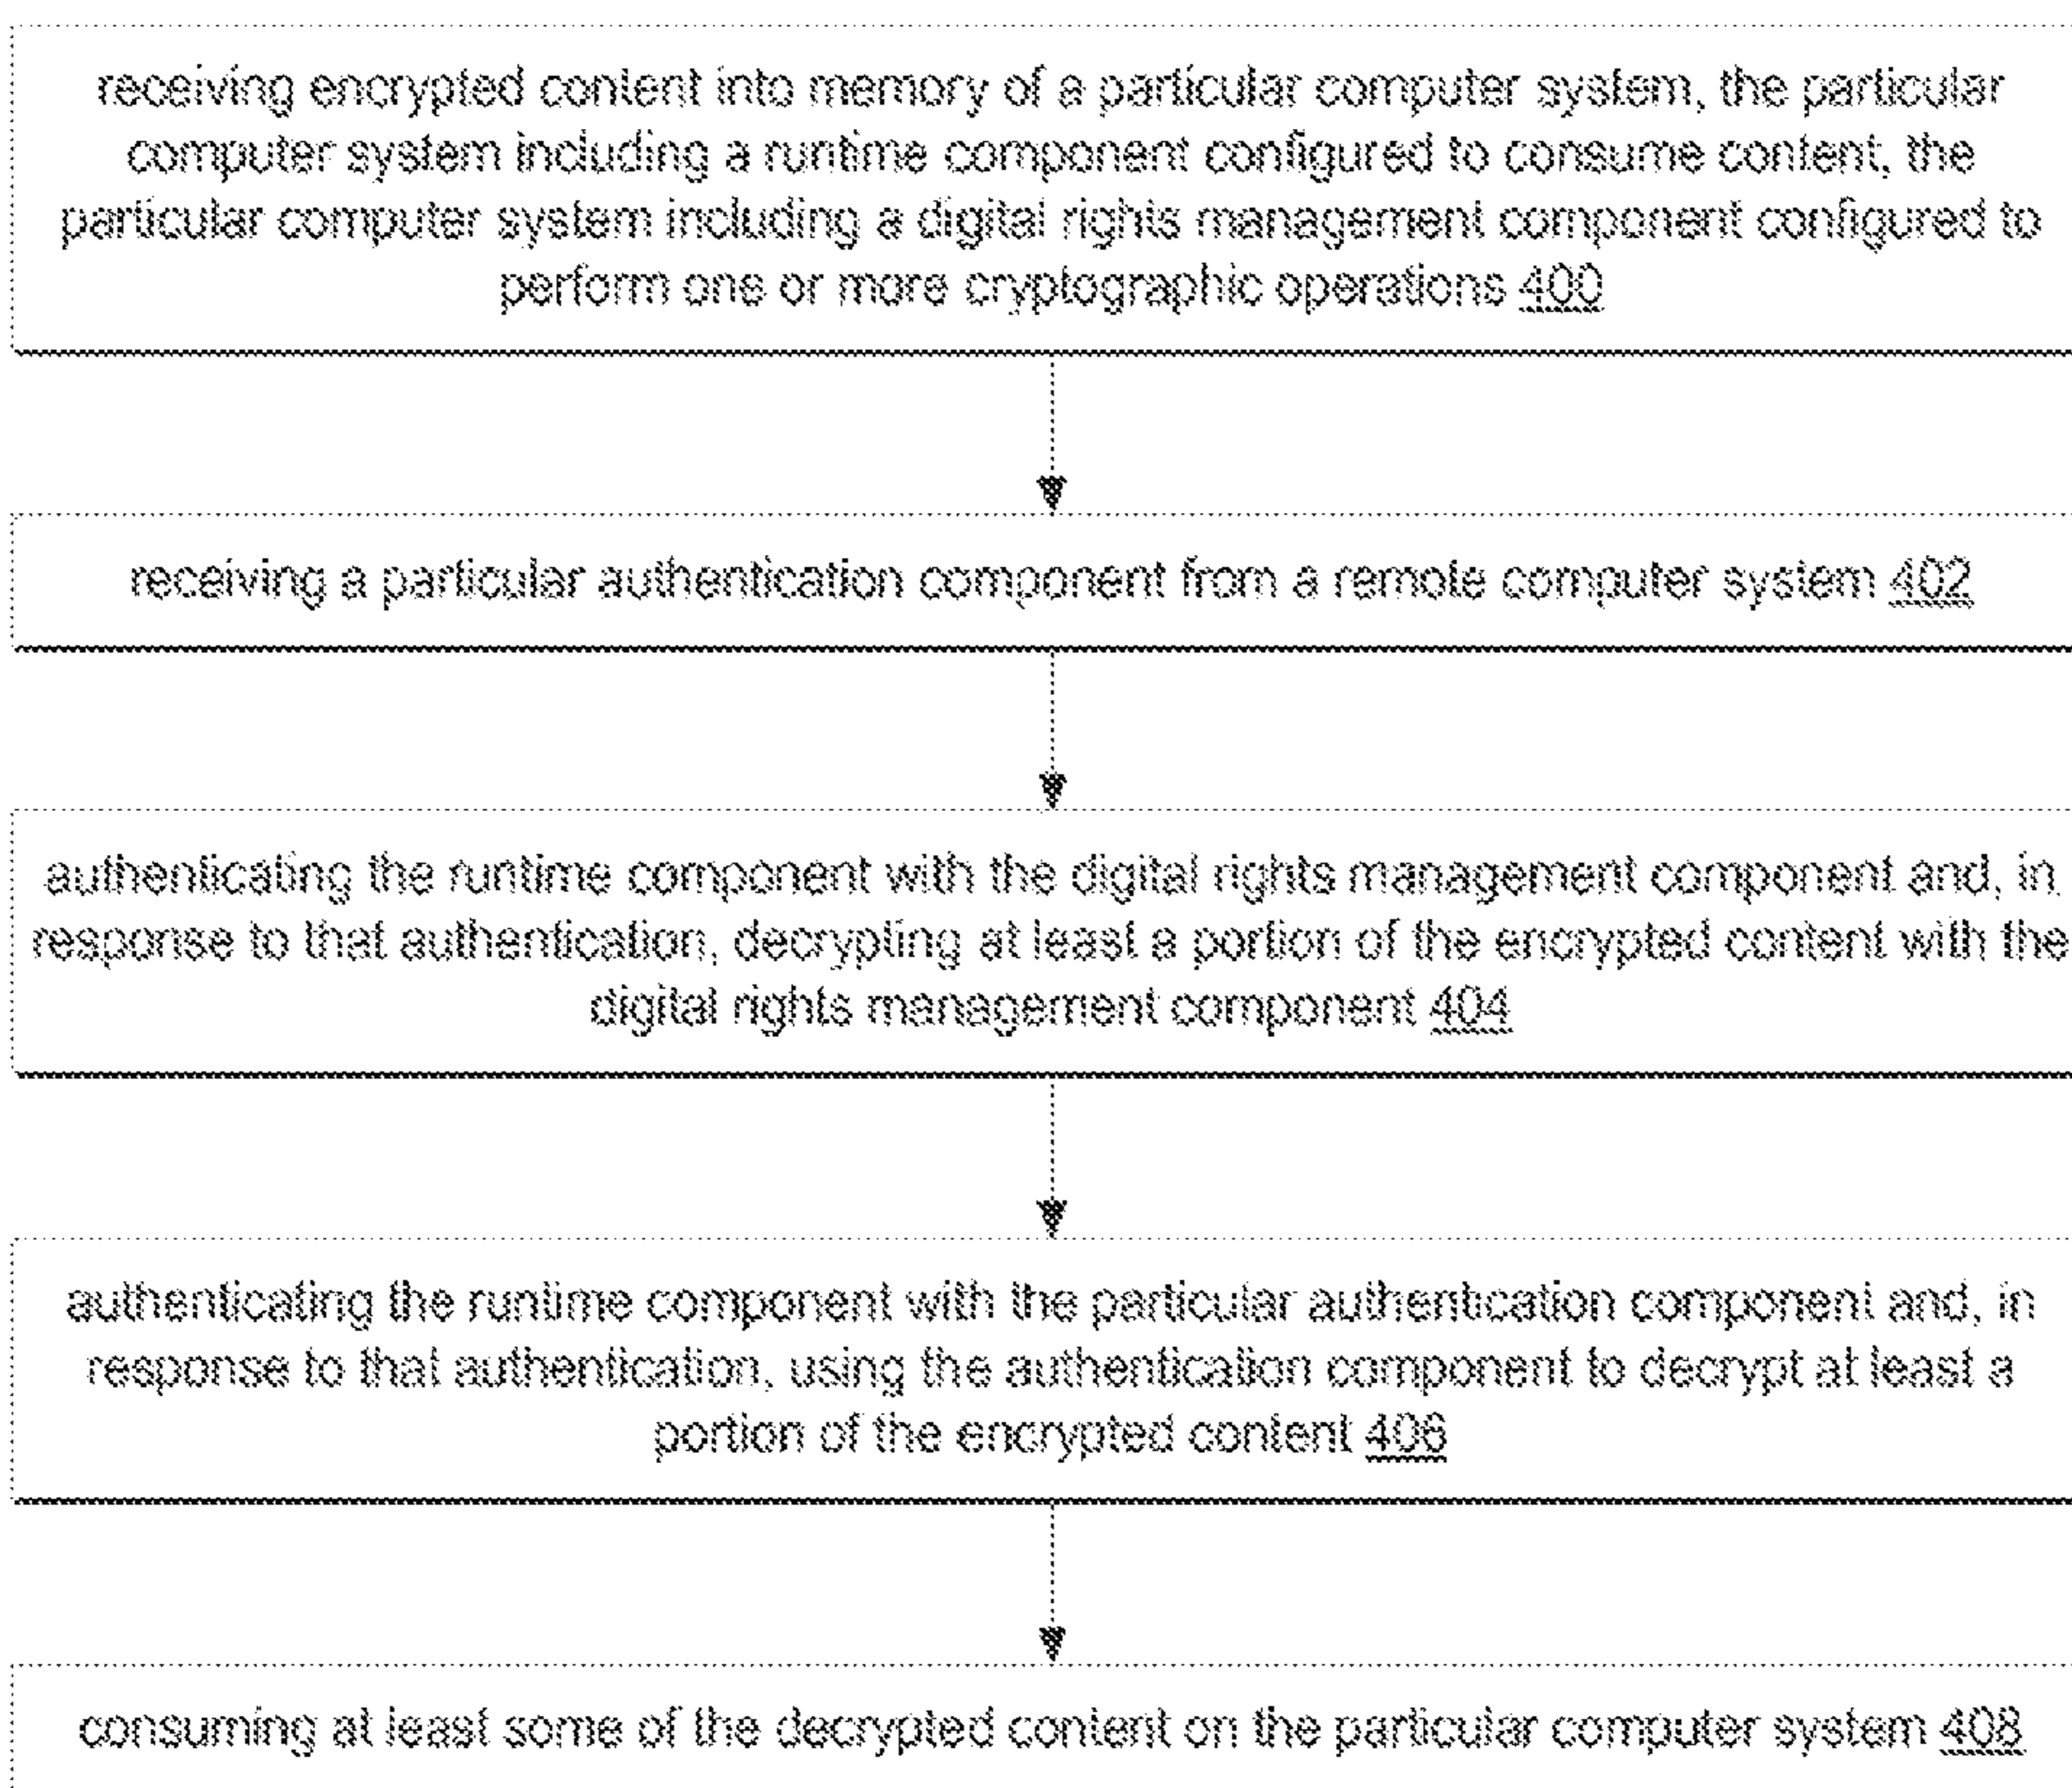 receiving encrypted content into memory of a particular computer system, the particular
computer system including a runtime component configured to consume content, the
particular computer system including a digital rights management component configured to
perform one or more cryptographic operations 400
receiving a particular authentication component from a remote computer system 402
authenticating the runtime component with the digital rights management component and, in
response to that authentication, decrypting at least a portion of the encrypted content with the
digital rights management component 404
authenticating the runtime component with the particular authentication component and, in
response to that authentication, using the authentication component to decrypt at least a
portion of the encrypted content 406
consuming at least some of the decrypted content on the particular computer system 408